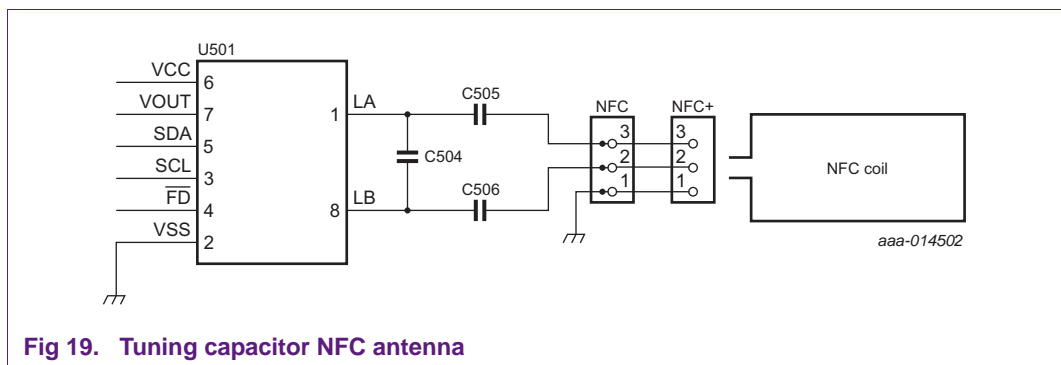 U501
VCC
6
VOUT
7
SDA
5
SCL
3
FD
4
VSS
2
1
LA
8
LB
C505
C504
C506
NFC
3
2
1
NFC+
3
2
1
NFC coil
aaa-014502
Fig 19. Tuning capacitor NFC antenna